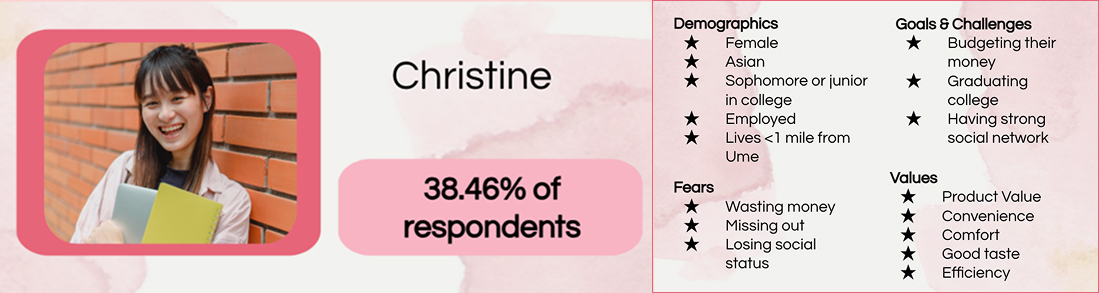 Christine
38.46% of
respondents
Demographics
★ Female
★ Asian
★ Sophomore or junior
in college
★ Employed
★ Lives <1 mile from
Ume
Fears
★ Wasting money
★ Missing out
★ Losing social
status
Goals & Challenges
★ Budgeting their
money
★ Graduating
college
★ Having strong
social network
Values
★ Product Value
★ Convenience
★ Comfort
★ Good taste
★ Efficiency